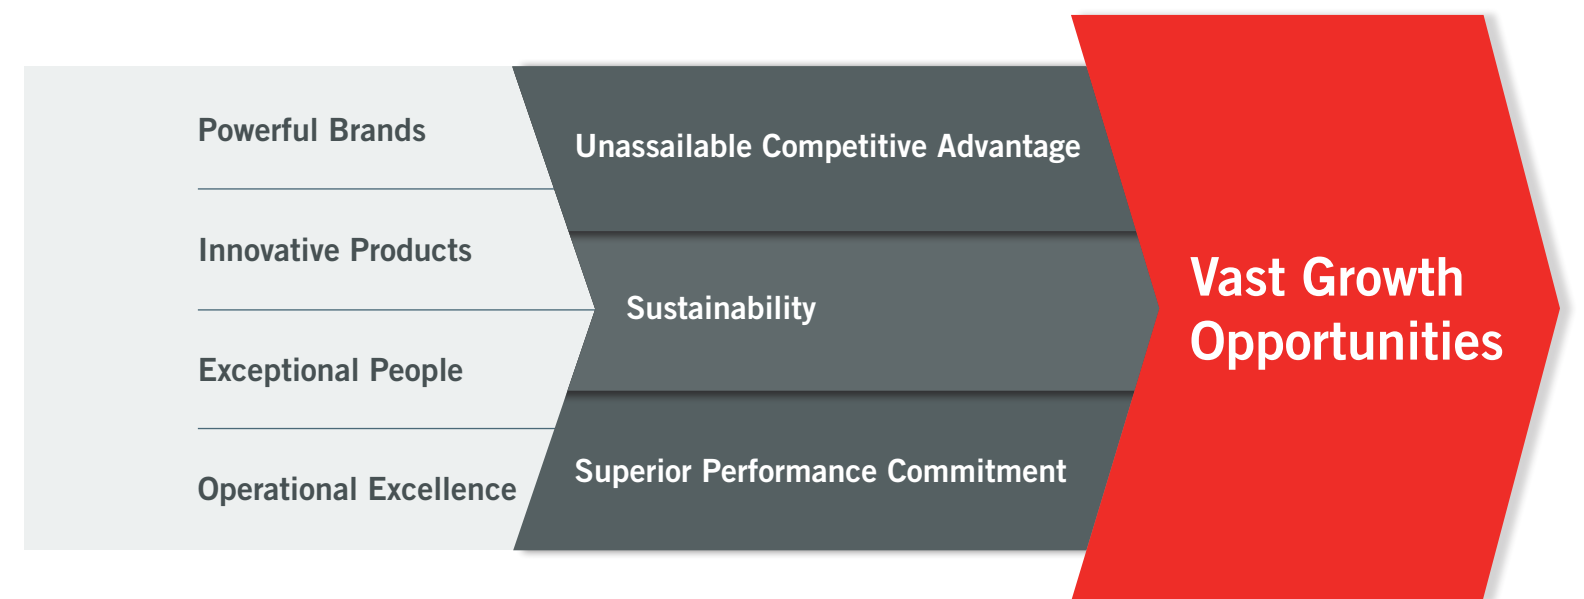 Powerful Brands
Innovative Products
Exceptional People
Operational Excellence
Unassailable Competitive Advantage
Sustainability
Superior Performance Commitment
Vast Growth
Opportunities